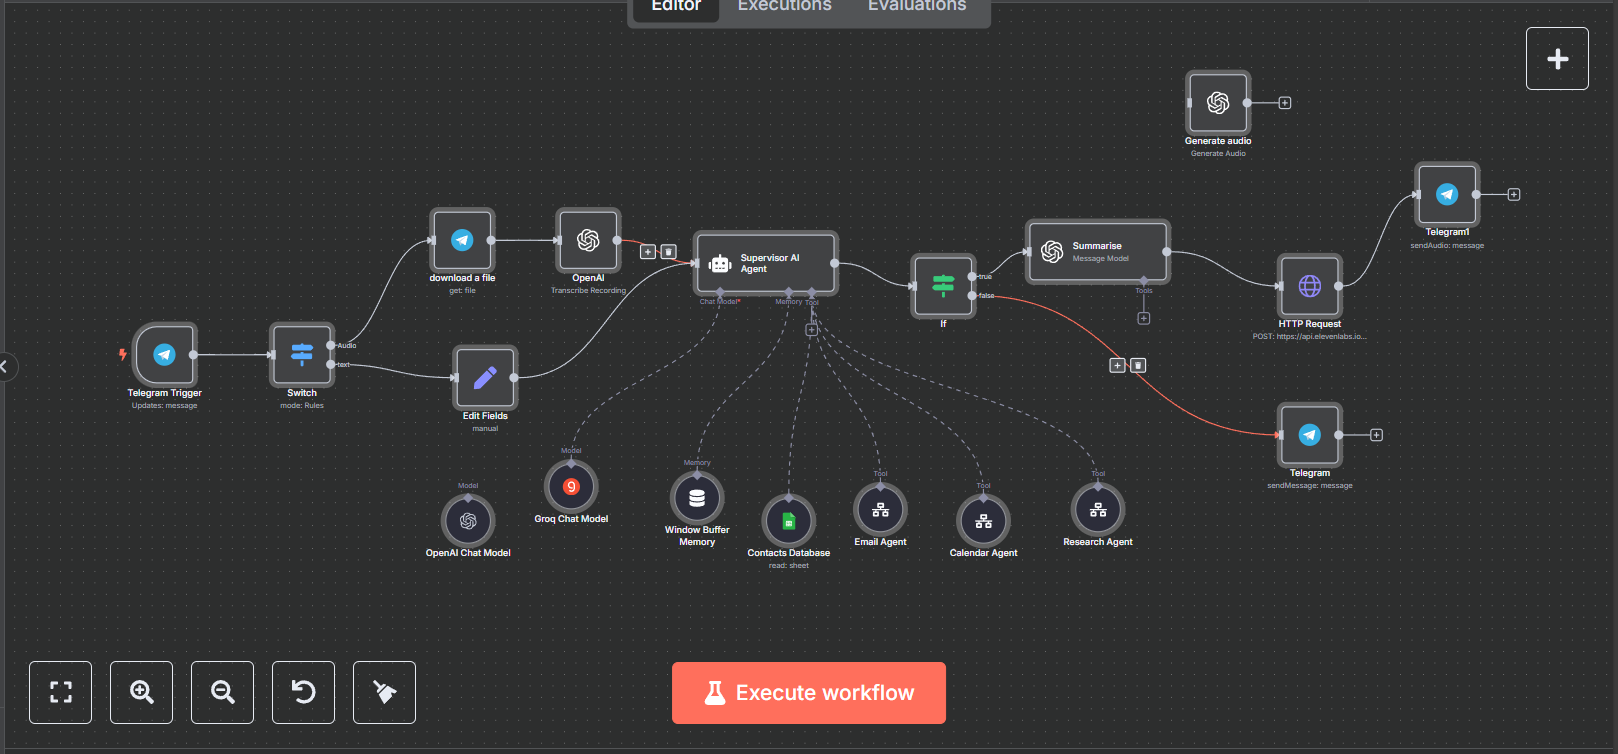 Editor
Executions
Evaluations
Generate audio
Generate Audio
Telegram1
sendAudio: message
download a file
get: file
OpenAI
Transcribe Recording
Supervisor AI
Agent
Chat Model*
Memory
Tool
If
true
false
Summarise
Message Model
Tools
HTTP Request
POST: https://api.elevenlabs.io...
Telegram Trigger
Updates: message
Switch
mode: Rules
Audio
text
Edit Fields
manual
Telegram
sendMessage: message
Model
OpenAI Chat Model
Model
Groq Chat Model
Memory
Window Buffer
Memory
Contacts Database
read: sheet
Tool
Email Agent
Tool
Calendar Agent
Tool
Research Agent
Execute workflow